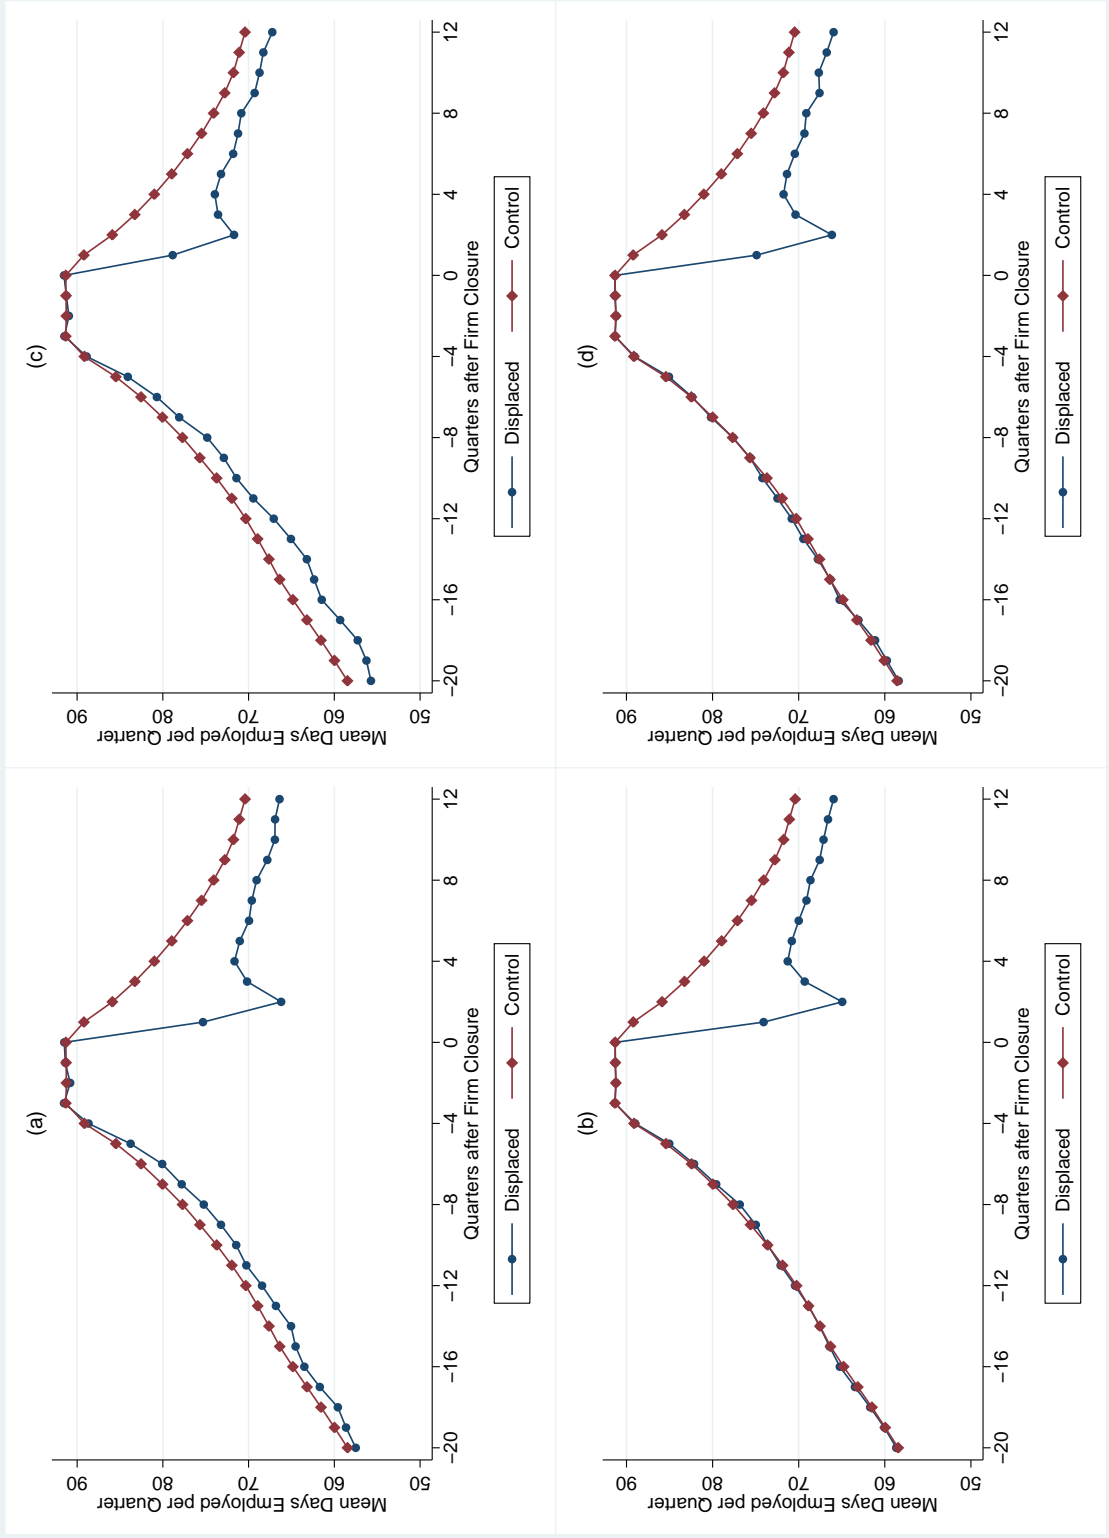 (a)
Mean Days Employed per Quarter
90
80
70
60
50
−20 −16 −12 −8 −4 0 4 8 12
Quarters after Firm Closure
Displaced Control
(c)
Mean Days Employed per Quarter
90
80
70
60
50
−20 −16 −12 −8 −4 0 4 8 12
Quarters after Firm Closure
Displaced Control
(b)
Mean Days Employed per Quarter
90
80
70
60
50
−20 −16 −12 −8 −4 0 4 8 12
Quarters after Firm Closure
Displaced Control
(d)
Mean Days Employed per Quarter
90
80
70
60
50
−20 −16 −12 −8 −4 0 4 8 12
Quarters after Firm Closure
Displaced Control